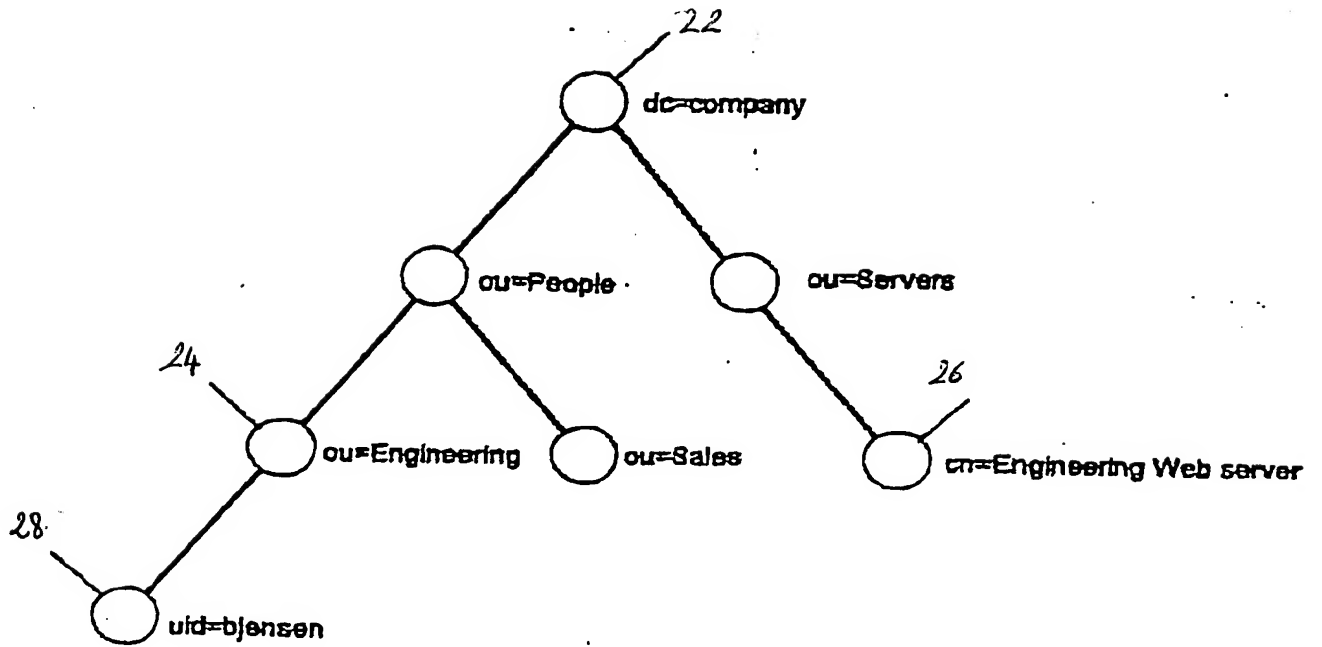 22
dc=company
ou=People
ou=Servers
24
26
ou=Engineering
ou=Sales
cn=Engineering Web server
28
uid=bjensen